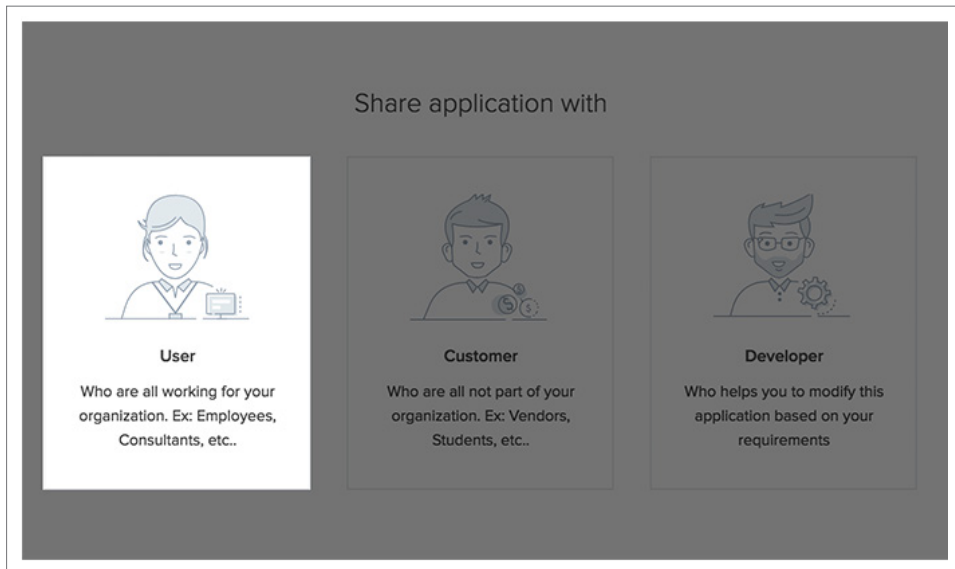 Share application with
User
Who are all working for your
organization. Ex: Employees,
Consultants, etc..
Customer
Who are all not part of your
organization. Ex: Vendors,
Students, etc..
Developer
Who helps you to modify this
application based on your
requirements